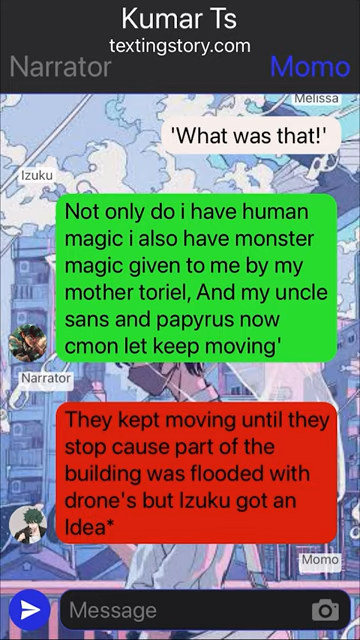 Kumar Ts
textingstory.com
Narrator
Momo
Melissa
'What was that!'
Izuku
Not only do i have human
magic i also have monster
magic given to me by my
mother toriel, And my uncle
sans and papyrus now
cmon let keep moving'
Narrator
They kept moving until they
stop cause part of the
building was flooded with
drone's but Izuku got an
Idea*
Momo
Message